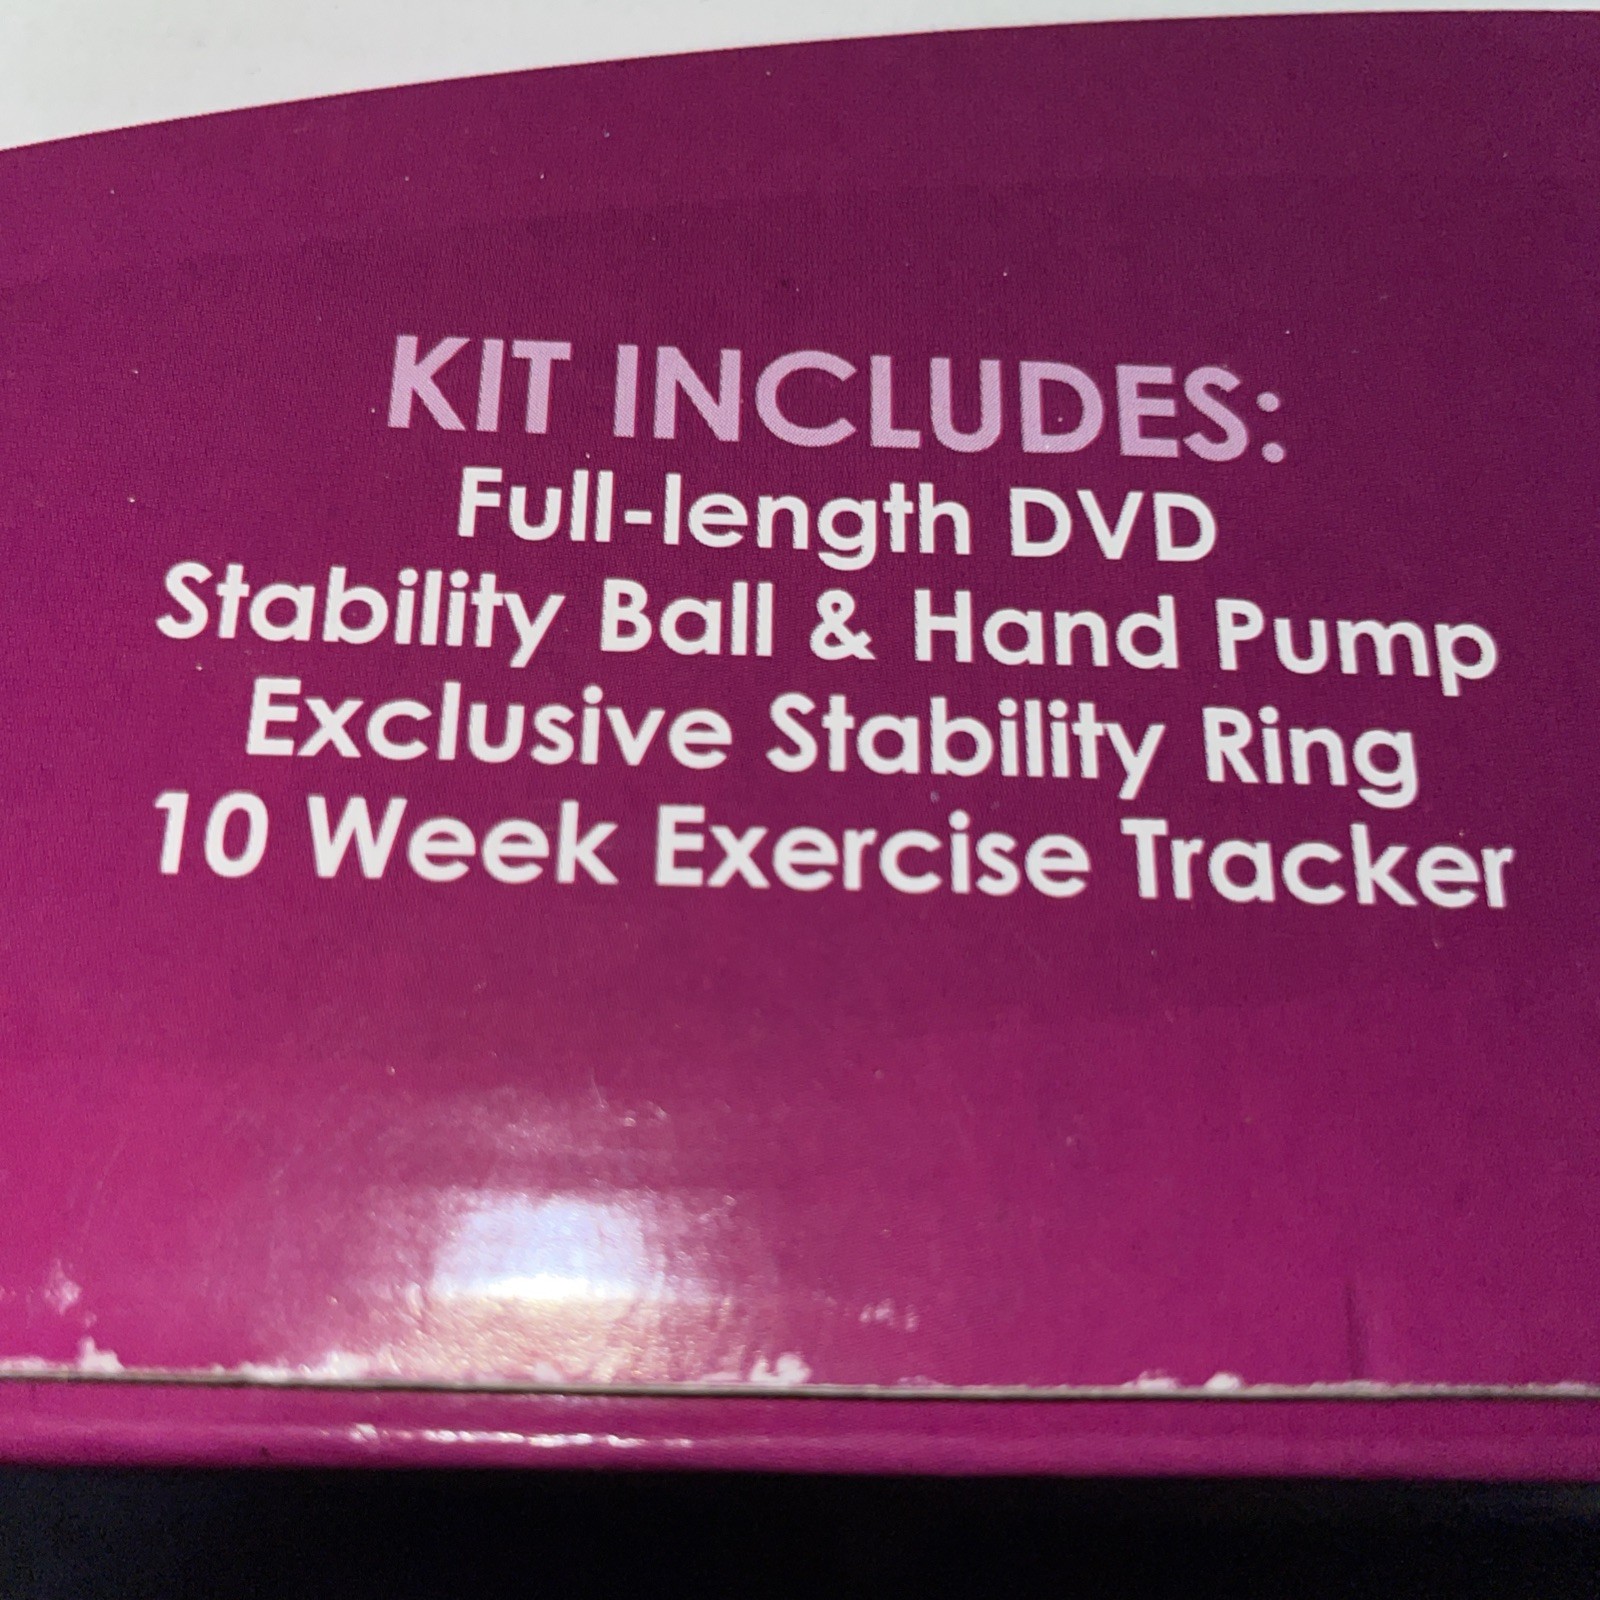 KIT INCLUDES:
Full-length DVD
Stability Ball & Hand Pump
Exclusive Stability Ring
10 Week Exercise Tracker